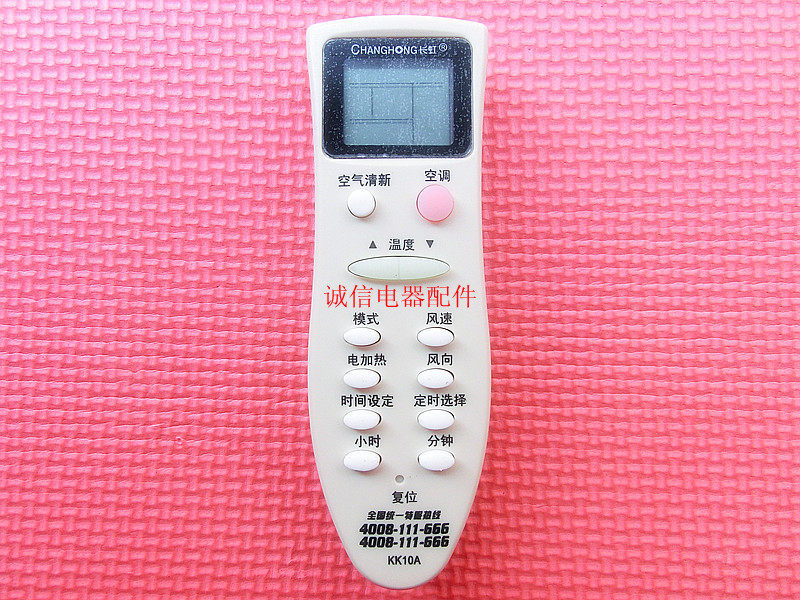 CHANGHONG长虹®
空气清新 空调
▲ 温度 ▼
诚信电器配件
模式 风速
电加热 风向
时间设定 定时选择
小时 分钟
复位
全国统一特服热线
4008-111-666
4008-111-666
KK10A